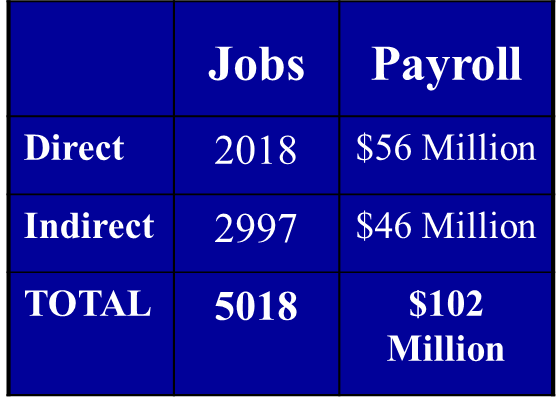 Jobs Payroll
Direct 2018 $56 Million
Indirect 2997 $46 Million
TOTAL 5018 $102
Million